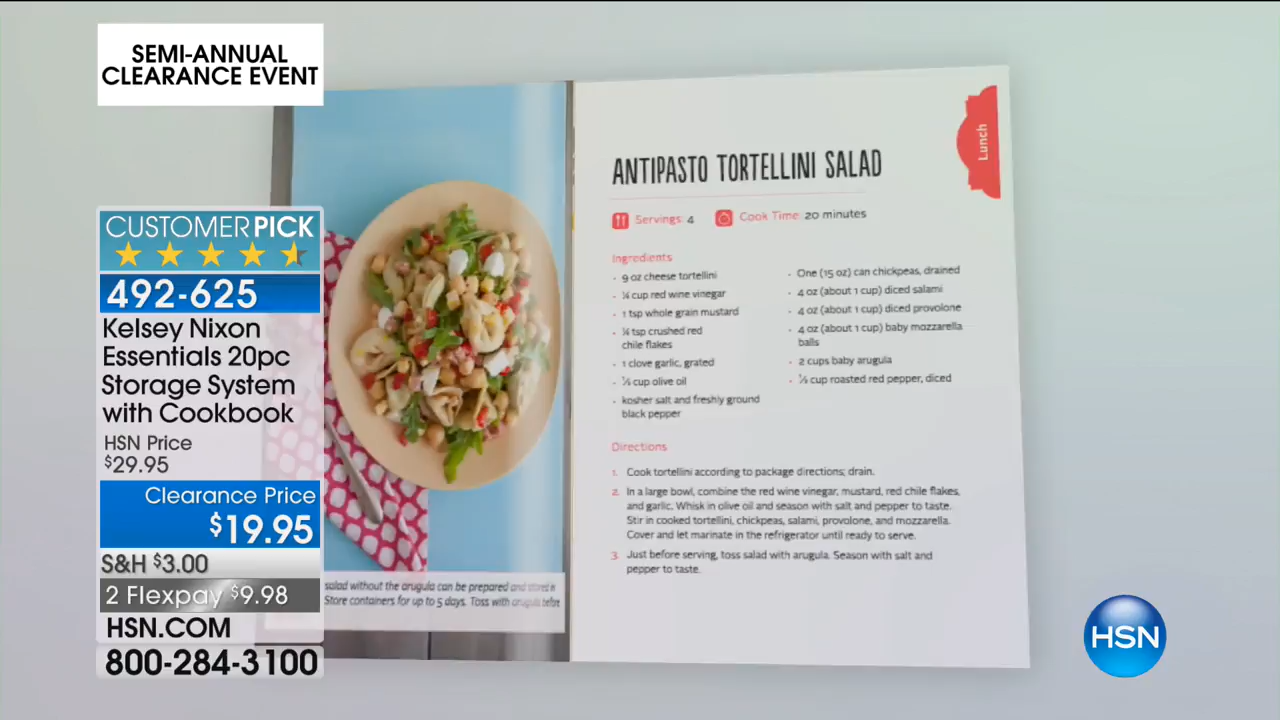 SEMI-ANNUAL
CLEARANCE EVENT
CUSTOMER PICK
492-625
Kelsey Nixon
Essentials 20pc
Storage System
with Cookbook
HSN Price
$29.95
Clearance Price
$19.95
S&H $3.00
2 Flexpay $9.98
HSN.COM
800-284-3100
salad without the arugula can be prepared and stored in
Store containers for up to 5 days. Toss with arugula before
Lunch
ANTIPASTO TORTELLINI SALAD
Servings: 4 Cook Time: 20 minutes
Ingredients
· 9 oz cheese tortellini
· ¼ cup red wine vinegar
· 1 tsp whole grain mustard
· ¼ tsp crushed red
chile flakes
· 1 clove garlic, grated
· ⅓ cup olive oil
· kosher salt and freshly ground
black pepper
· One (15 oz) can chickpeas, drained
· 4 oz (about 1 cup) diced salami
· 4 oz (about 1 cup) diced provolone
· 4 oz (about 1 cup) baby mozzarella
balls
· 2 cups baby arugula
· cup roasted red pepper, diced
Directions
1. Cook tortellini according to package directions; drain.
2. In a large bowl, combine the red wine vinegar, mustard, red chile flakes,
and garlic. Whisk in olive oil and season with salt and pepper to taste.
Stir in cooked tortellini, chickpeas, salami, provolone, and mozzarella.
Cover and let marinate in the refrigerator until ready to serve.
3. Just before serving, toss salad with arugula. Season with salt and
pepper to taste.
HSN